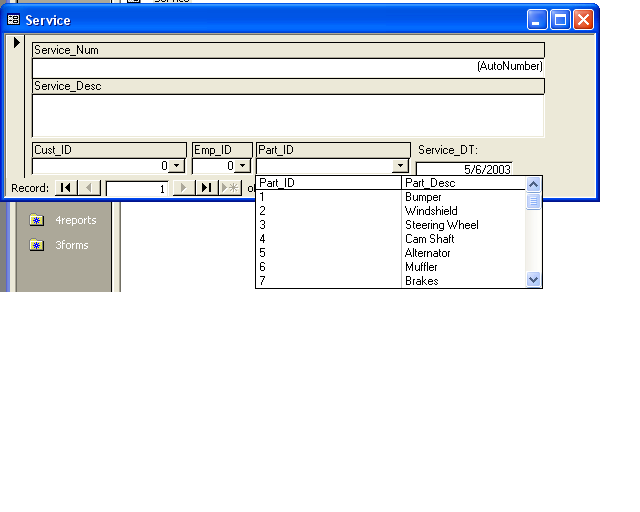 Service
Service_Num
(AutoNumber)
Service_Desc
Cust_ID Emp_ID Part_ID Service_DT:
0 0 5/6/2003
Record: 1
Part_ID Part_Desc
1 Bumper
2 Windshield
3 Steering Wheel
4 Cam Shaft
5 Alternator
6 Muffler
7 Brakes
4reports
3forms